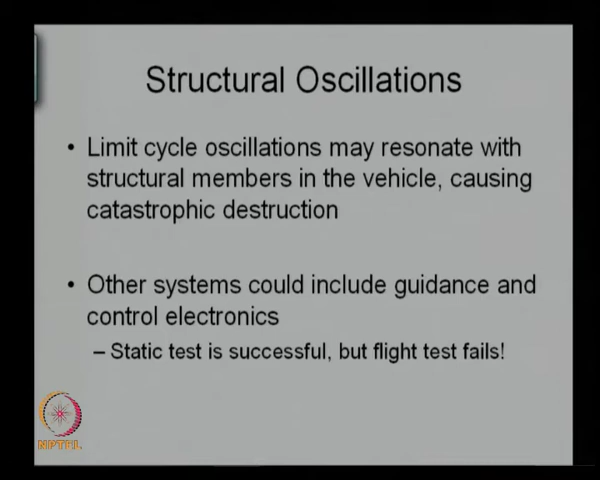 Structural Oscillations
• Limit cycle oscillations may resonate with
structural members in the vehicle, causing
catastrophic destruction
• Other systems could include guidance and
control electronics
– Static test is successful, but flight test fails!
NPTEL